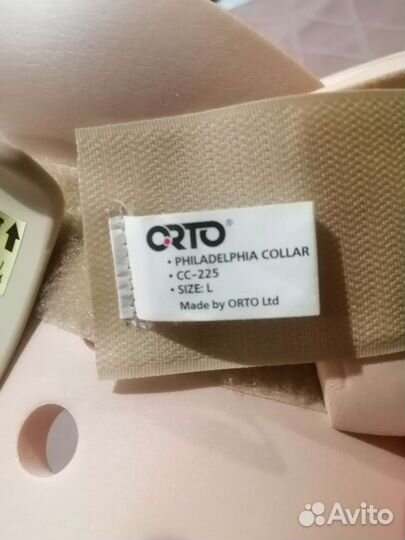 ORTO®
• PHILADELPHIA COLLAR
• CC-225
• SIZE: L
Made by ORTO Ltd
Avito